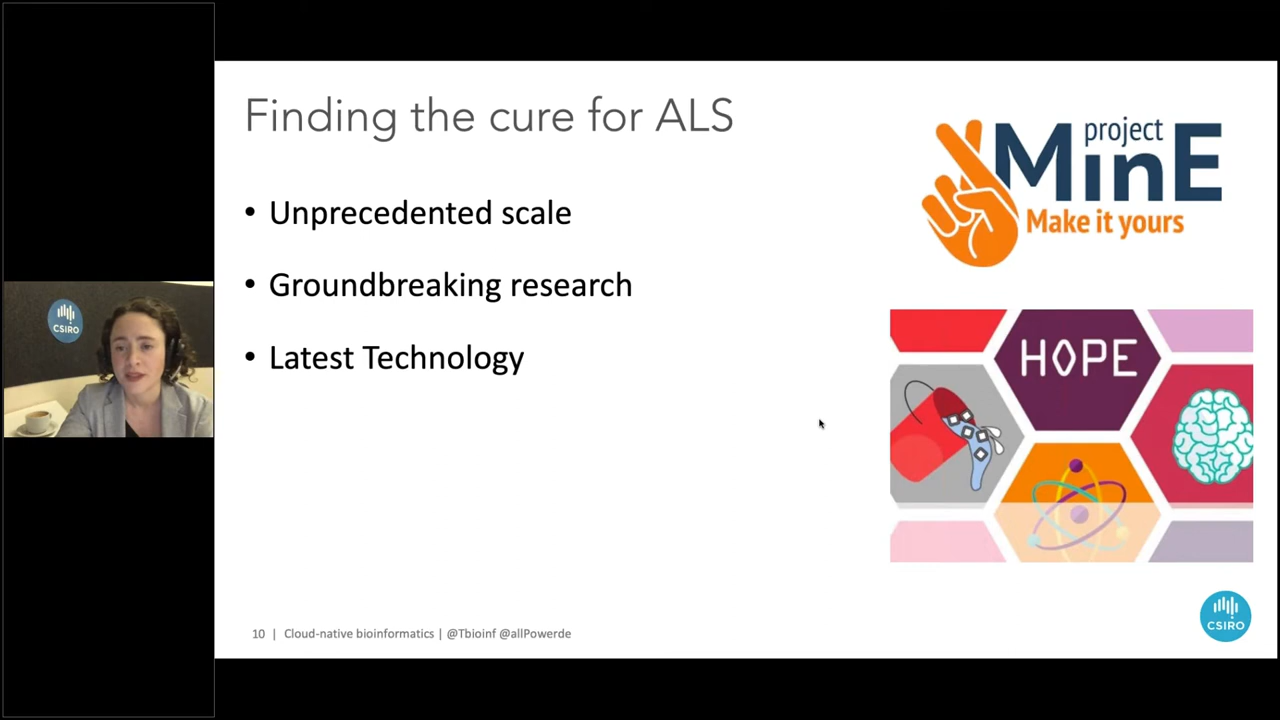 Finding the cure for ALS
• Unprecedented scale
• Groundbreaking research
• Latest Technology
project
MinE
Make it yours
HOPE
CSIRO
10 | Cloud-native bioinformatics | @Tbioinf @allPowerde
CSIRO